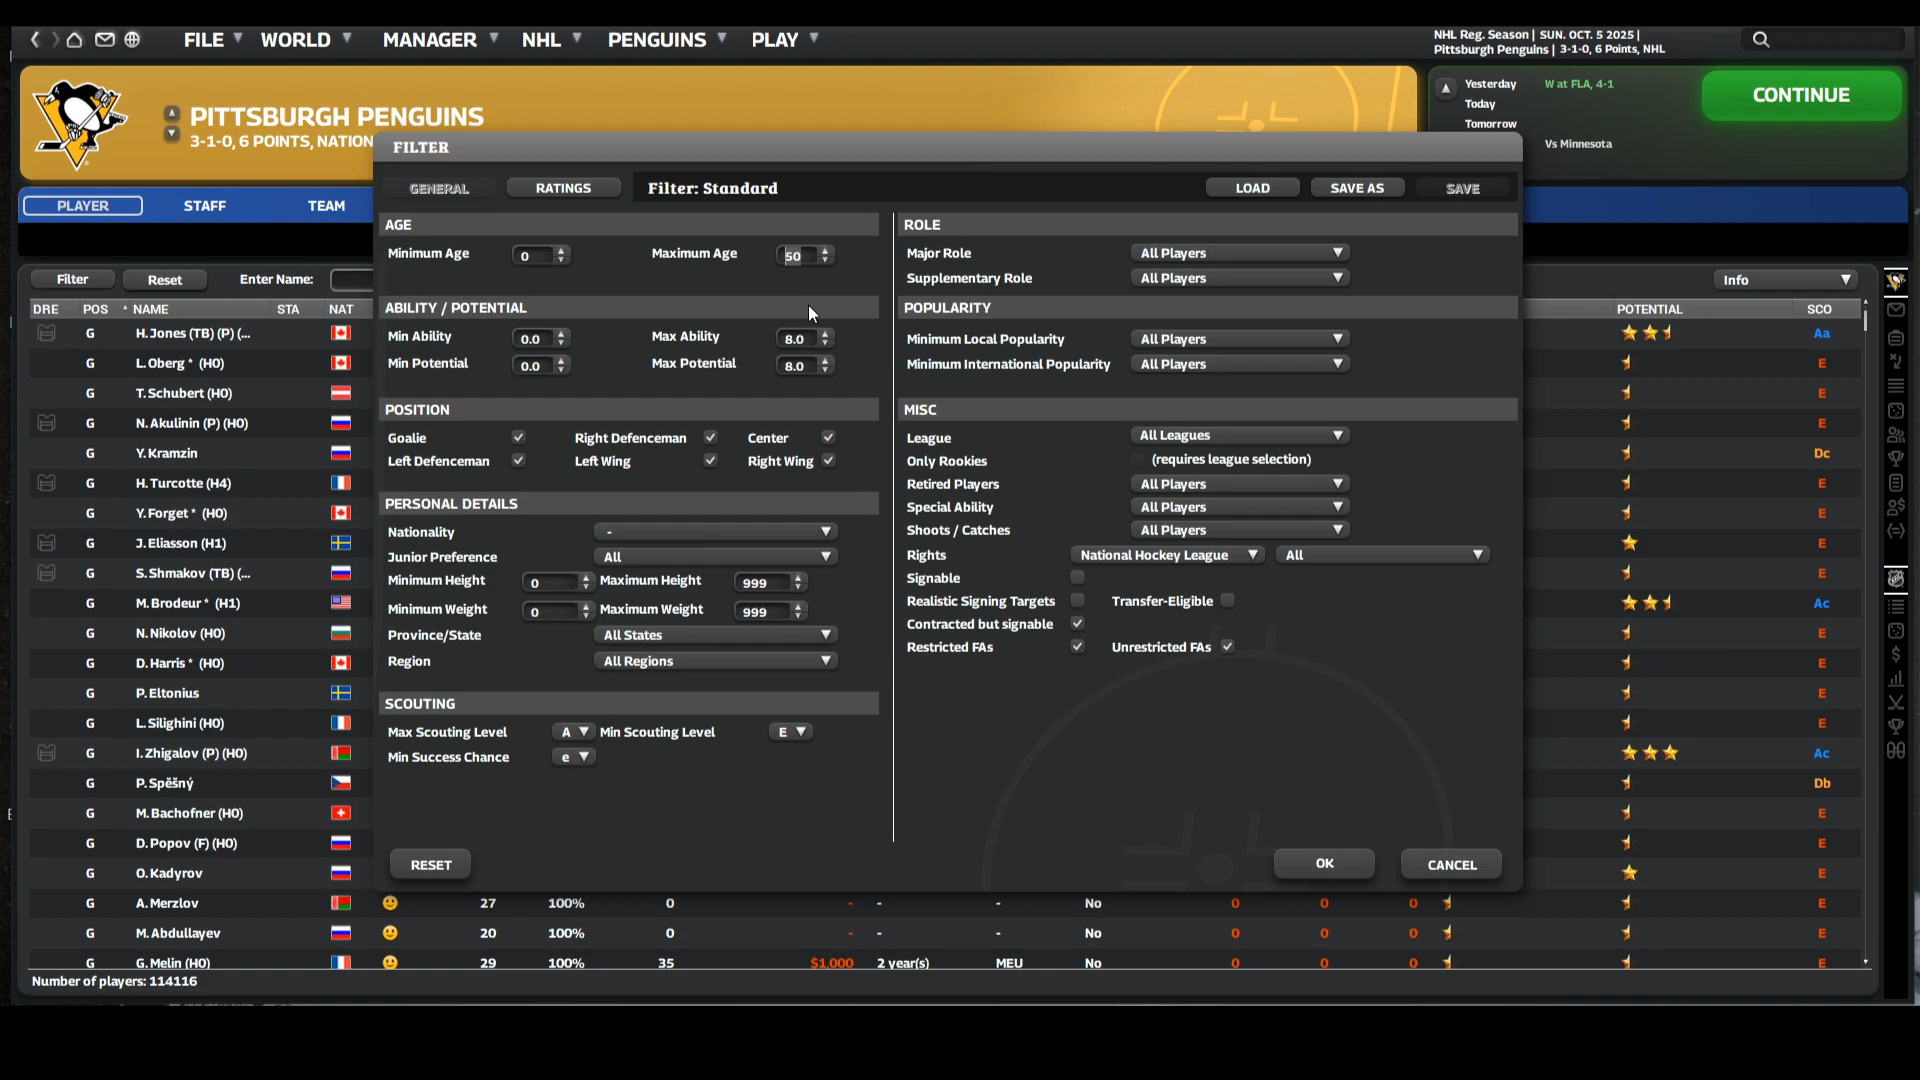 FILE WORLD MANAGER NHL PENGUINS PLAY
NHL Reg. Season | SUN. OCT. 5 2025 |
Pittsburgh Penguins | 3-1-0, 6 Points, NHL
PITTSBURGH PENGUINS
3-1-0, 6 POINTS, NATION
Yesterday W at FLA, 4-1
Today
Tomorrow
Vs Minnesota
CONTINUE
PLAYER STAFF TEAM
Filter Reset Enter Name:
Info
DRE POS NAME STA NAT
POTENTIAL SCO
FILTER
GENERAL RATINGS Filter: Standard LOAD SAVE AS SAVE
AGE
Minimum Age 0 Maximum Age 50
ABILITY / POTENTIAL
Min Ability 0.0 Max Ability 8.0
Min Potential 0.0 Max Potential 8.0
POSITION
Goalie Right Defenceman Center
Left Defenceman Left Wing Right Wing
PERSONAL DETAILS
Nationality -
Junior Preference All
Minimum Height 0 Maximum Height 999
Minimum Weight 0 Maximum Weight 999
Province/State All States
Region All Regions
SCOUTING
Max Scouting Level A Min Scouting Level E
Min Success Chance e
RESET
ROLE
Major Role All Players
Supplementary Role All Players
POPULARITY
Minimum Local Popularity All Players
Minimum International Popularity All Players
MISC
League All Leagues
Only Rookies (requires league selection)
Retired Players All Players
Special Ability All Players
Shoots / Catches All Players
Rights National Hockey League All
Signable
Realistic Signing Targets Transfer-Eligible
Contracted but signable
Restricted FAs Unrestricted FAs
OK CANCEL
G H. Jones (TB) (P) (... Aa
G L. Oberg * (H0) E
G T. Schubert (H0) E
G N. Akulinin (P) (H0) E
G Y. Kramzin Dc
G H. Turcotte (H4) E
G Y. Forget * (H0) E
G J. Eliasson (H1) E
G S. Shmakov (TB) (... E
G M. Brodeur * (H1) Ac
G N. Nikolov (H0) E
G D. Harris * (H0) E
G P. Eltonius E
G L. Silighini (H0) E
G I. Zhigalov (P) (H0) Ac
G P. Spěšný Db
G M. Bachofner (H0) E
G D. Popov (F) (H0) E
G O. Kadyrov E
G A. Merzlov 27 100% 0 - - - No 0 0 0 E
G M. Abdullayev 20 100% 0 - - - No 0 0 0 E
G G. Melin (H0) 29 100% 35 $1,000 2 year(s) MEU No 0 0 0 E
Number of players: 114116